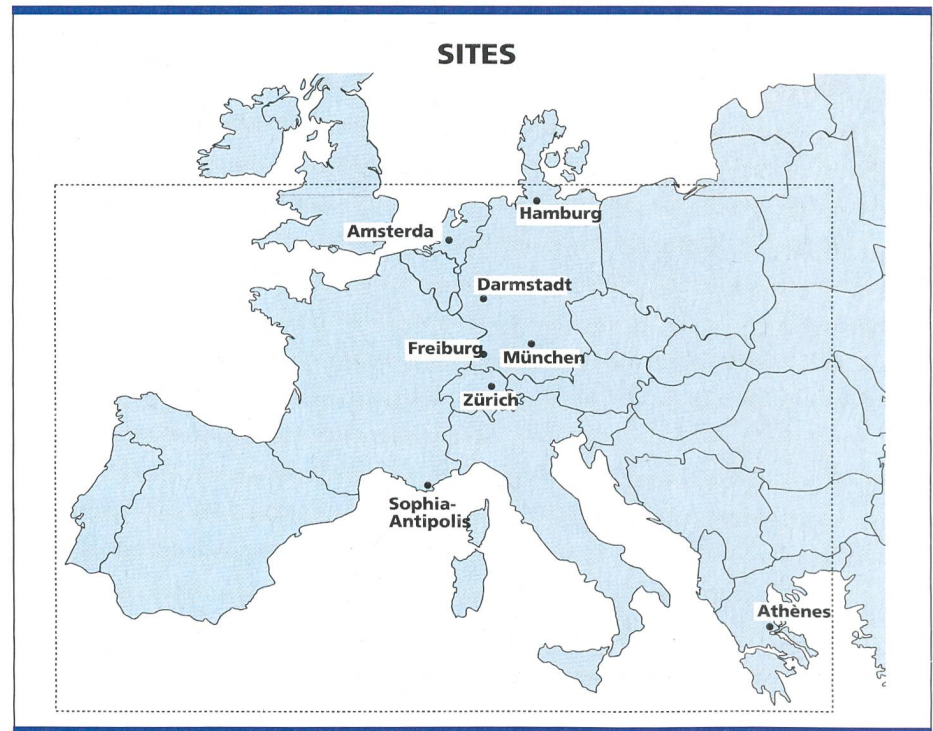 SITES
Hamburg
Amsterda
Darmstadt
Freiburg
München
Zürich
Sophia-
Antipolis
Athènes